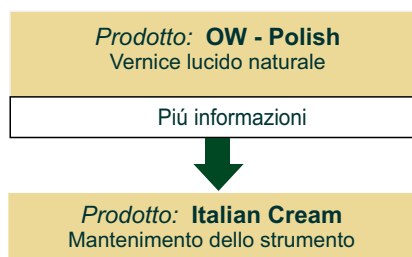 Prodotto: OW - Polish
Vernice lucido naturale
Piú informazioni
Prodotto: Italian Cream
Mantenimento dello strumento